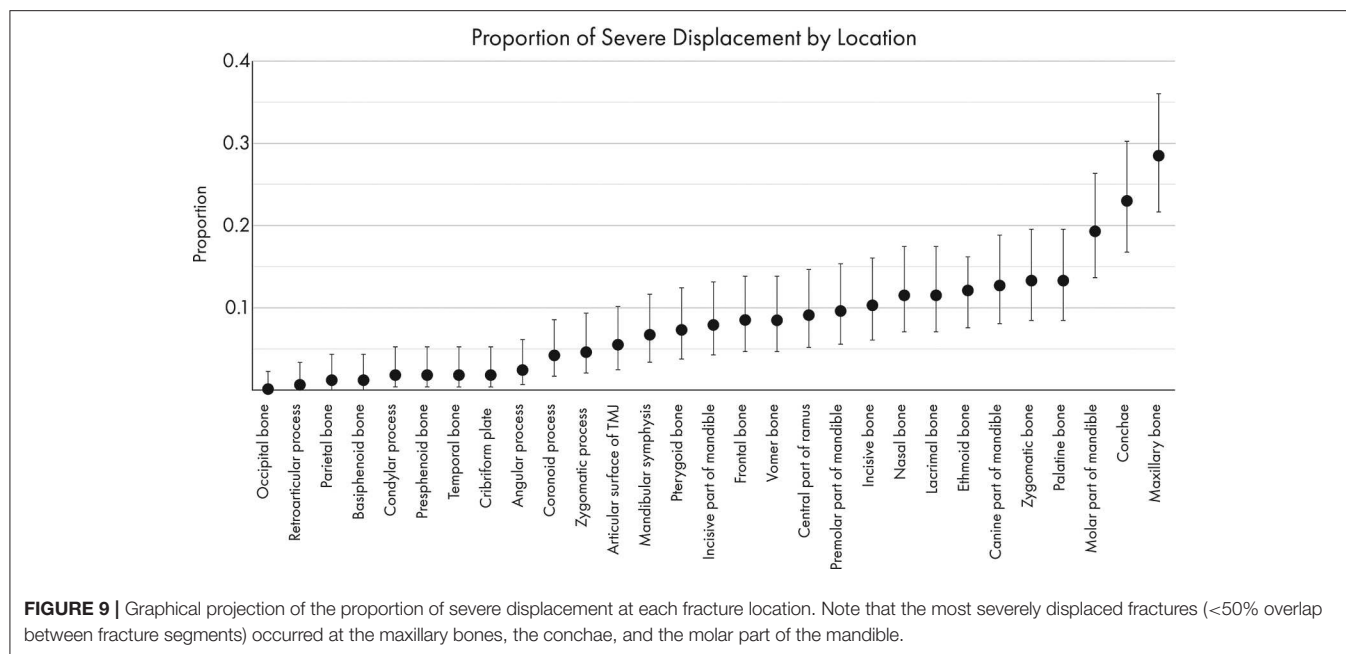 Proportion of Severe Displacement by Location
0.4
0.3
0.2
0.1
Proportion
Occipital bone
Retroarticular process
Parietal bone
Basiphenoid bone
Condylar process
Presphenoid bone
Temporal bone
Cribriform plate
Angular process
Coronoid process
Zygomatic process
Articular surface of TMJ
Mandibular symphysis
Pterygoid bone
Incisive part of mandible
Frontal bone
Vomer bone
Central part of ramus
Premolar part of mandible
Incisive bone
Nasal bone
Lacrimal bone
Ethmoid bone
Canine part of mandible
Zygomatic bone
Palatine bone
Molar part of mandible
Conchae
Maxillary bone
FIGURE 9 | Graphical projection of the proportion of severe displacement at each fracture location. Note that the most severely displaced fractures (<50% overlap
between fracture segments) occurred at the maxillary bones, the conchae, and the molar part of the mandible.